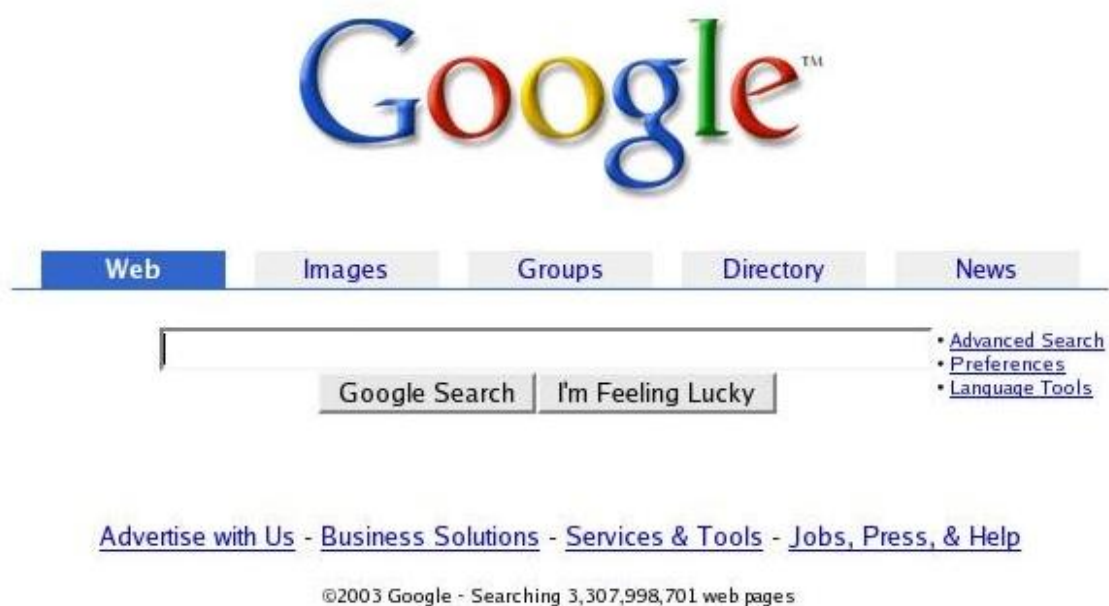 Google™
Web Images Groups Directory News
• Advanced Search
• Preferences
• Language Tools
Google Search I'm Feeling Lucky
Advertise with Us - Business Solutions - Services & Tools - Jobs, Press, & Help
©2003 Google - Searching 3,307,998,701 web pages